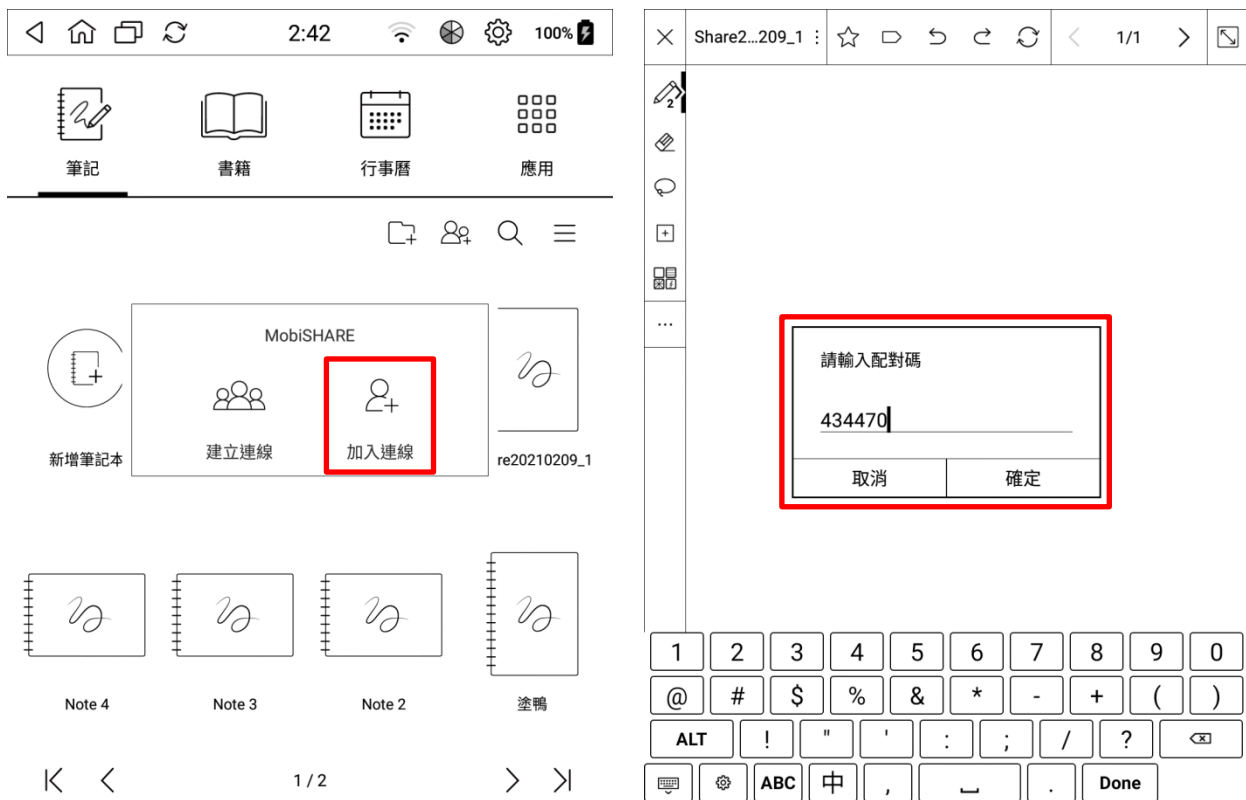 2:42
100%
筆記
書籍
行事曆
應用
MobiSHARE
建立連線
加入連線
新增筆記本
re20210209_1
Note 4
Note 3
Note 2
塗鴨
1 / 2
Share2...209_1
1/1
2
...
請輸入配對碼
434470
取消
確定
1 2 3 4 5 6 7 8 9 0
@ # $ % & * - + ( )
ALT ! " ' : ; / ?
ABC 中 , . Done